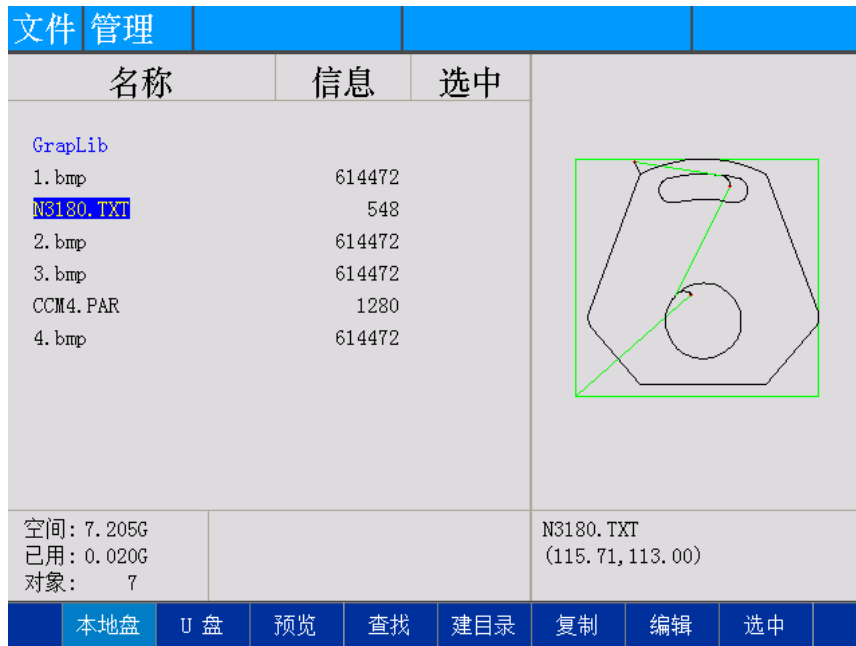 文件 管理
名称 信息 选中
GrapLib
1.bmp 614472
N3180.TXT 548
2.bmp 614472
3.bmp 614472
CCM4.PAR 1280
4.bmp 614472
空间: 7.205G
已用: 0.020G
对象: 7
N3180.TXT
(115.71,113.00)
本地盘 U 盘 预览 查找 建目录 复制 编辑 选中